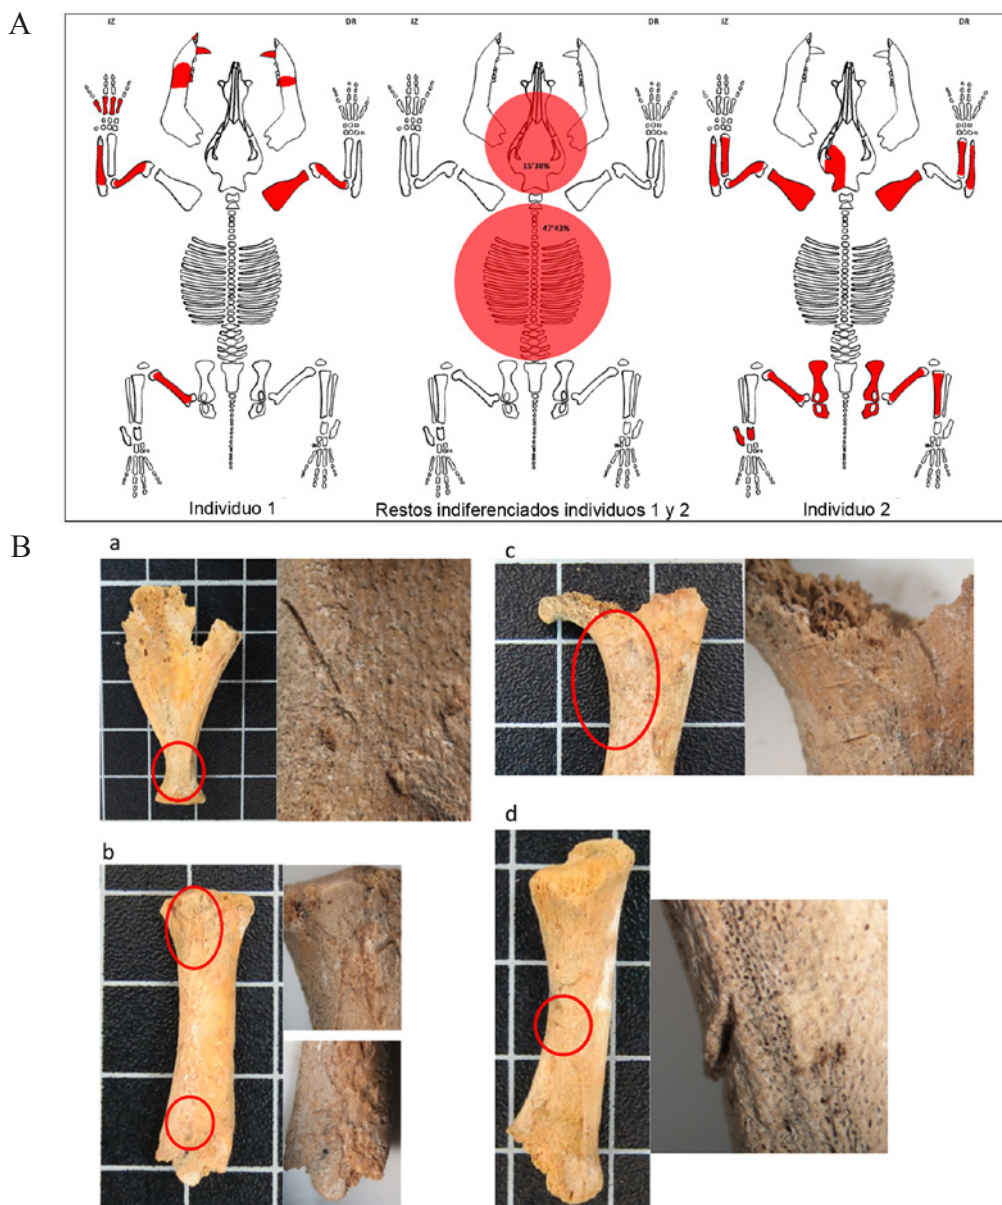 A
IZ DR IZ DR IZ DR
15'38%
47'43%
Individuo 1 Restos indiferenciados individuos 1 y 2 Individuo 2
B
a
c
b
d